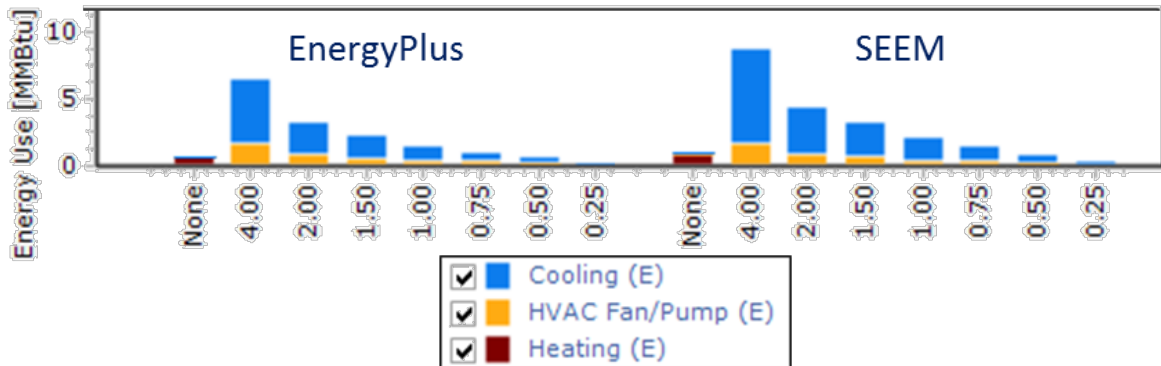 Energy Use [MMBtu]
10
5
0
EnergyPlus
SEEM
None
4.00
2.00
1.50
1.00
0.75
0.50
0.25
None
4.00
2.00
1.50
1.00
0.75
0.50
0.25
Cooling (E)
HVAC Fan/Pump (E)
Heating (E)